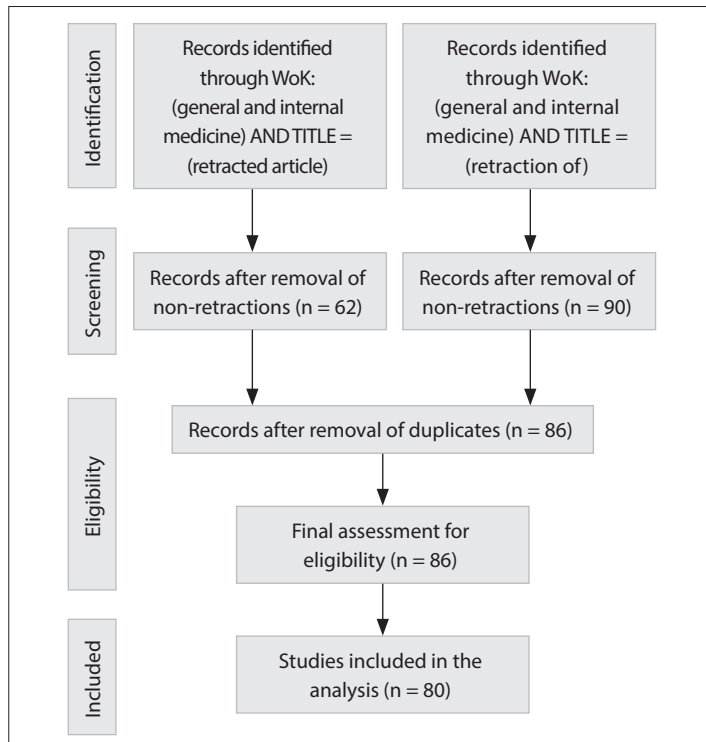 Identification
Records identified
through WoK:
(general and internal
medicine) AND TITLE =
(retracted article)
Records identified
through WoK:
(general and internal
medicine) AND TITLE =
(retraction of)
Screening
Records after removal of
non-retractions (n = 62)
Records after removal of
non-retractions (n = 90)
Eligibility
Records after removal of duplicates (n = 86)
Final assessment for
eligibility (n = 86)
Included
Studies included in the
analysis (n = 80)